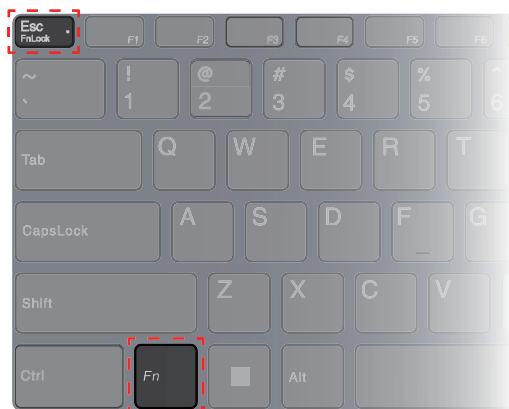 Esc
FnLock
F1
F2
F3
F4
F5
F6
~
`
!
1
@
2
#
3
$
4
%
5
^
6
Tab
Q
W
E
R
T
CapsLock
A
S
D
F
G
Shift
Z
X
C
V
Ctrl
Fn
Alt